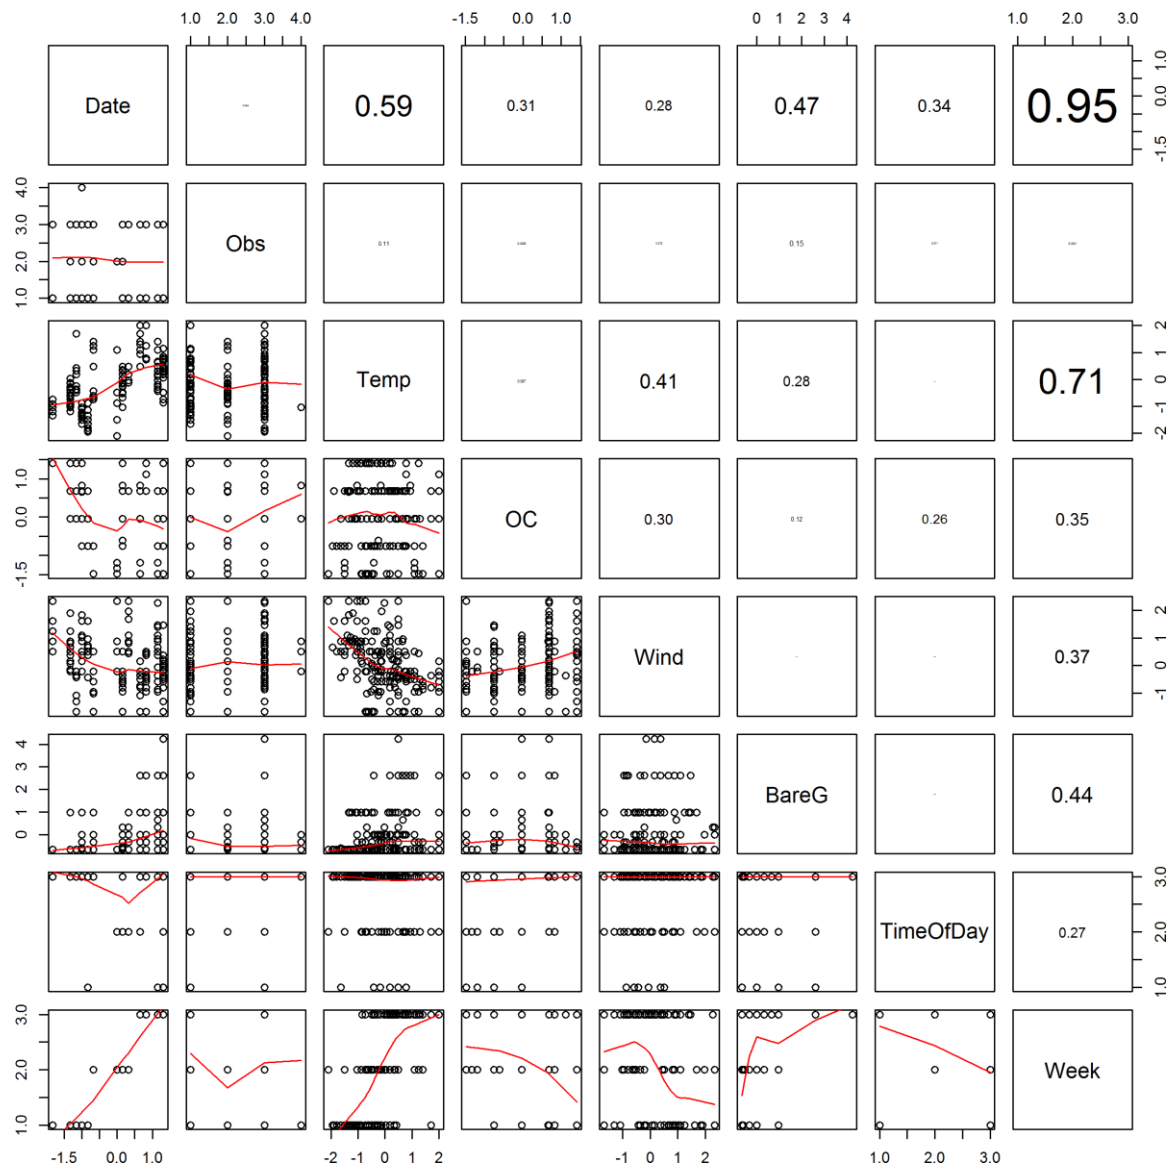 1.0 2.0 3.0 4.0 -1.5 0.0 1.0 0 1 2 3 4 1.0 2.0 3.0
Date 0.59 0.31 0.28 0.47 0.34 0.95 -1.5 0.0 1.0
1.0 2.0 3.0 4.0 Obs 0.11 0.15
Temp 0.41 0.28 0.71 -2 -1 0 1 2
-1.5 0.0 1.0 OC 0.30 0.12 0.26 0.35
Wind 0.37 -1 0 1 2
0 1 2 3 4 BareG 0.44
TimeOfDay 0.27 1.0 2.0 3.0
1.0 2.0 3.0 Week
-1.5 0.0 1.0 -2 -1 0 1 2 -1 0 1 2 1.0 2.0 3.0